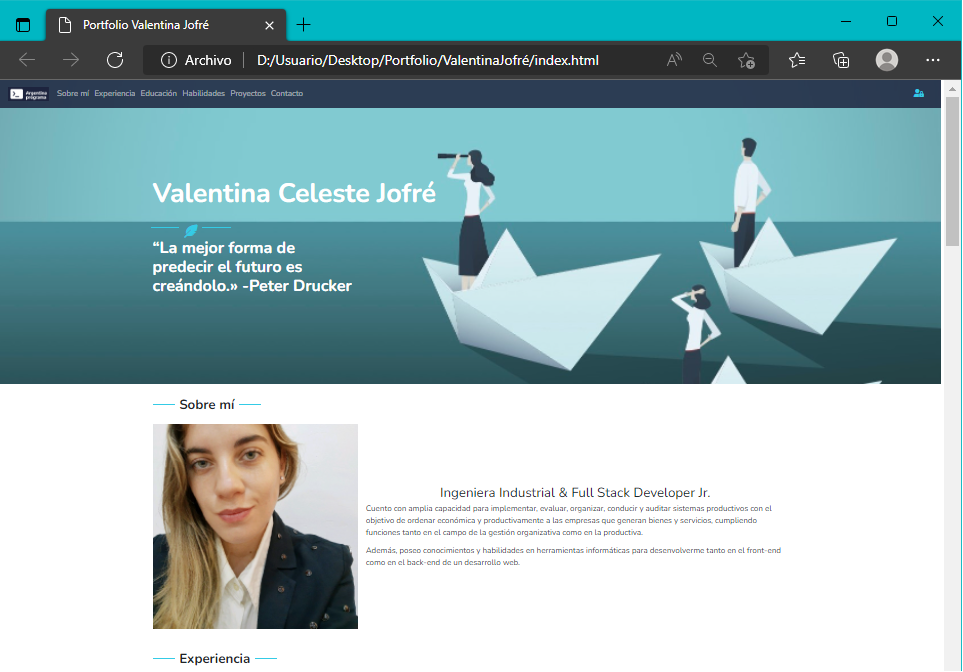 Portfolio Valentina Jofré
Archivo D:/Usuario/Desktop/Portfolio/ValentinaJofré/index.html
Argentina
programa
Sobre mí Experiencia Educación Habilidades Proyectos Contacto
Valentina Celeste Jofré
“La mejor forma de
predecir el futuro es
creándolo.» -Peter Drucker
Sobre mí
Ingeniera Industrial & Full Stack Developer Jr.
Cuento con amplia capacidad para implementar, evaluar, organizar, conducir y auditar sistemas productivos con el
objetivo de ordenar económica y productivamente a las empresas que generan bienes y servicios, cumpliendo
funciones tanto en el campo de la gestión organizativa como en la productiva.
Además, poseo conocimientos y habilidades en herramientas informáticas para desenvolverme tanto en el front-end
como en el back-end de un desarrollo web.
Experiencia